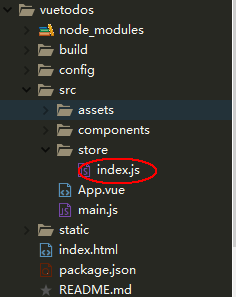 vuetodos
node_modules
build
config
src
assets
components
store
index.js
App.vue
main.js
static
index.html
package.json
README.md